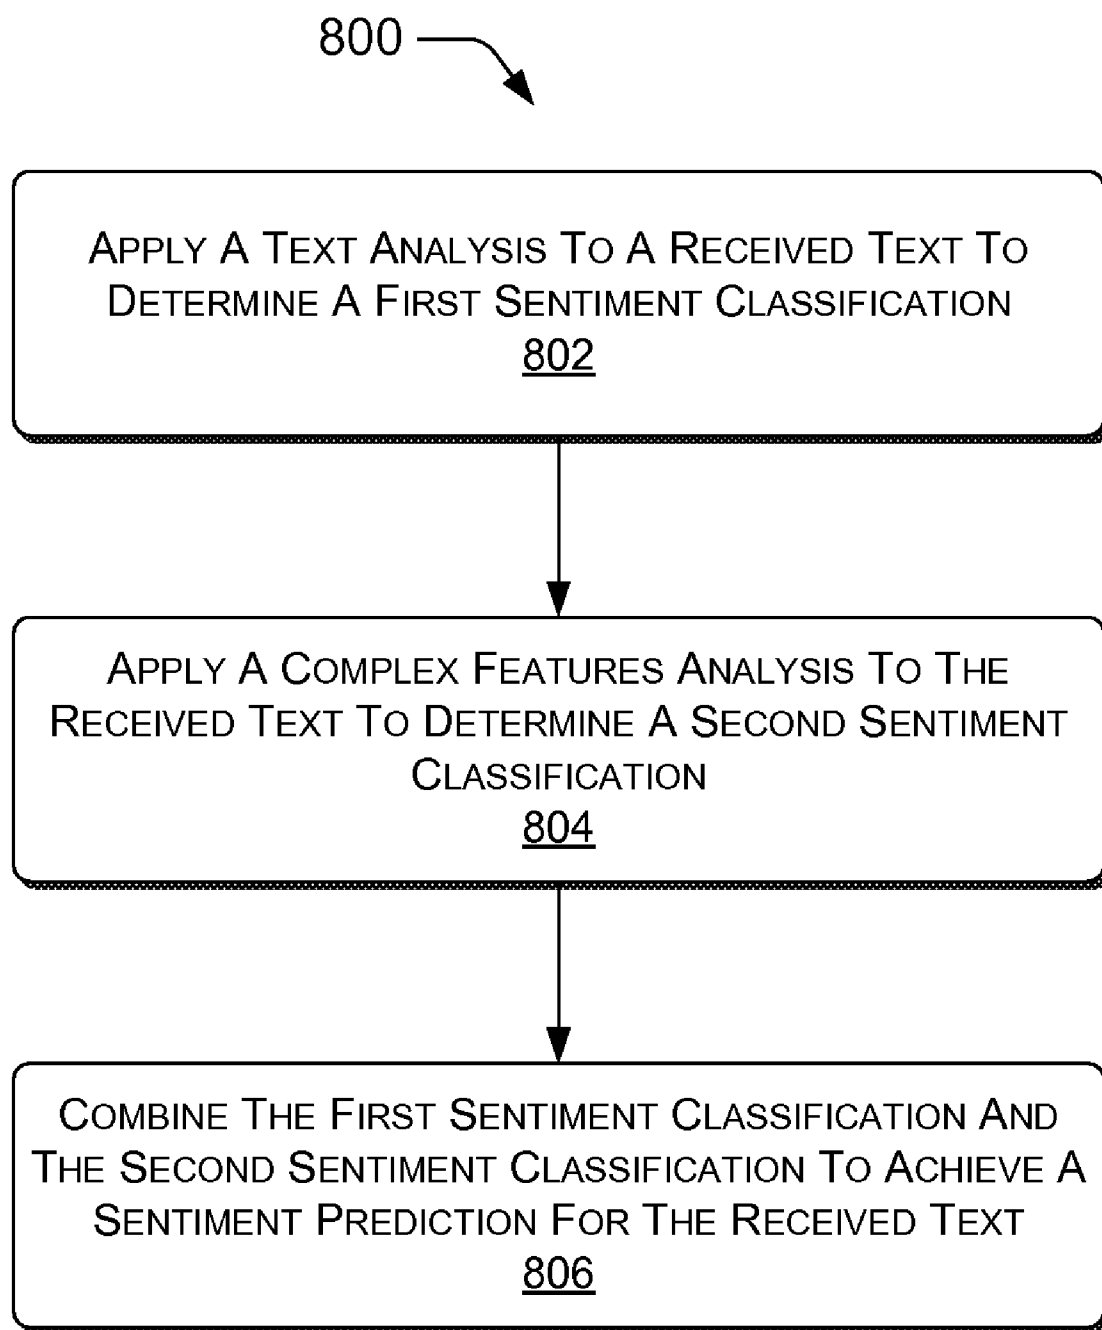 800
APPLY A TEXT ANALYSIS TO A RECEIVED TEXT TO
DETERMINE A FIRST SENTIMENT CLASSIFICATION
802
APPLY A COMPLEX FEATURES ANALYSIS TO THE
RECEIVED TEXT TO DETERMINE A SECOND SENTIMENT
CLASSIFICATION
804
COMBINE THE FIRST SENTIMENT CLASSIFICATION AND
THE SECOND SENTIMENT CLASSIFICATION TO ACHIEVE A
SENTIMENT PREDICTION FOR THE RECEIVED TEXT
806